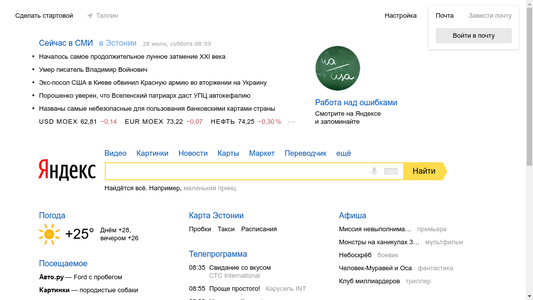 Сделать стартовой
Таллин
Настройка
Почта
Завести почту
Войти в почту
Сейчас в СМИ в Эстонии 28 июля, суббота 08:59
Началось самое продолжительное лунное затмение XXI века
Умер писатель Владимир Войнович
Экс-посол США в Киеве обвинил Красную армию во вторжении на Украину
Порошенко уверен, что Вселенский патриарх даст УПЦ автокефалию
Названы самые небезопасные для пользования банковскими картами страны
USD MOEX 62,81 −0,14 EUR MOEX 73,22 −0,07 НЕФТЬ 74,25 −0,30% ···
Работа над ошибками
Смотрите на Яндексе
и запоминайте
Яндекс
Видео Картинки Новости Карты Маркет Переводчик ещё
Найти
Найдётся всё. Например, маленький принц
Погода
+25°
Днём +28,
вечером +26
Посещаемое
Авто.ру — Ford с пробегом
Картинки — породистые собаки
Карта Эстонии
Пробки Такси Расписания
Телепрограмма
08:35 Свидание со вкусом
CTC International
08:55 Проще простого! Карусель INT
Афиша
Миссия невыполнима... премьера
Монстры на каникулах 3... мультфильм
Небоскрёб боевик
Человек-Муравей и Оса фантастика
Клуб миллиардеров триллер